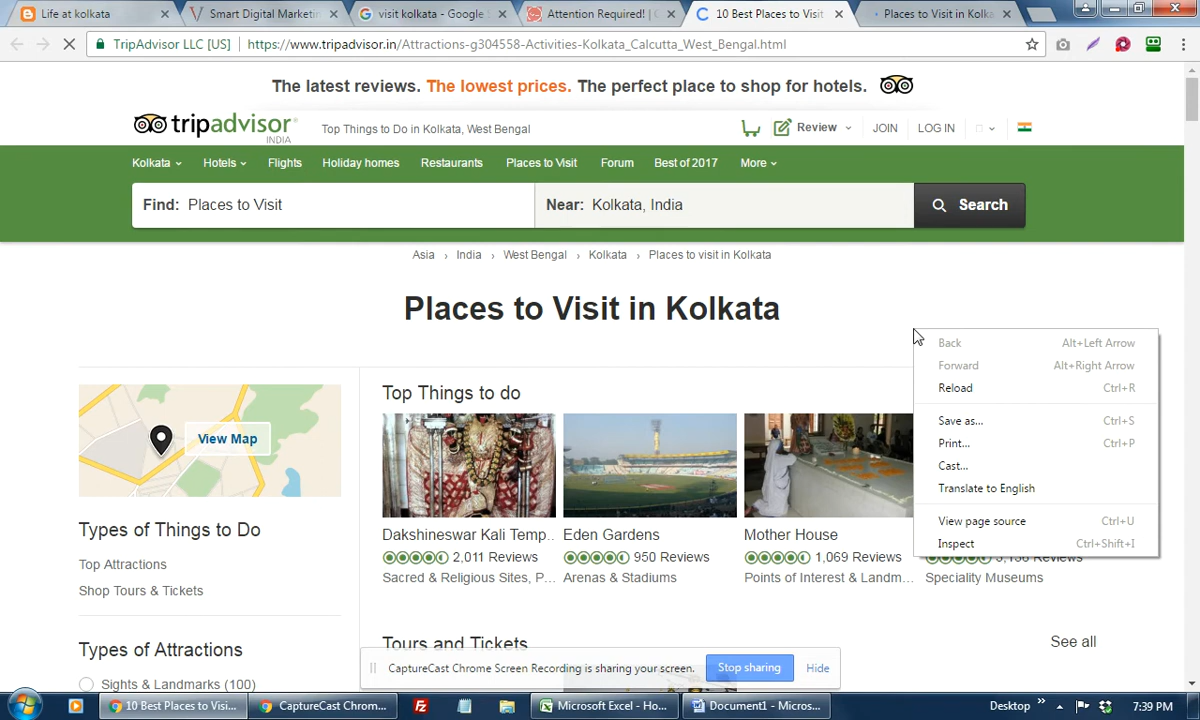 Life at kolkata
Smart Digital Marketin
visit kolkata - Google S
Attention Required! | C
10 Best Places to Visit
Places to Visit in Kolka
TripAdvisor LLC [US]
https://www.tripadvisor.in/Attractions-g304558-Activities-Kolkata_Calcutta_West_Bengal.html
The latest reviews. The lowest prices. The perfect place to shop for hotels.
tripadvisor
INDIA
Top Things to Do in Kolkata, West Bengal
Review
JOIN
LOG IN
Kolkata
Hotels
Flights
Holiday homes
Restaurants
Places to Visit
Forum
Best of 2017
More
Find: Places to Visit
Near: Kolkata, India
Search
Asia › India › West Bengal › Kolkata › Places to visit in Kolkata
Places to Visit in Kolkata
Back Alt+Left Arrow
Forward Alt+Right Arrow
Reload Ctrl+R
Save as... Ctrl+S
Print... Ctrl+P
Cast...
Translate to English
View page source Ctrl+U
Inspect Ctrl+Shift+I
View Map
Types of Things to Do
Top Attractions
Shop Tours & Tickets
Types of Attractions
Sights & Landmarks (100)
Top Things to do
Dakshineswar Kali Temp..
2,011 Reviews
Sacred & Religious Sites, P...
Eden Gardens
950 Reviews
Arenas & Stadiums
Mother House
1,069 Reviews
Points of Interest & Landm...
Reviews
Speciality Museums
Tours and Tickets
See all
CaptureCast Chrome Screen Recording is sharing your screen.
Stop sharing
Hide
10 Best Places to Visi...
CaptureCast Chrom...
Microsoft Excel - Ho...
Document1 - Micros...
Desktop
7:39 PM